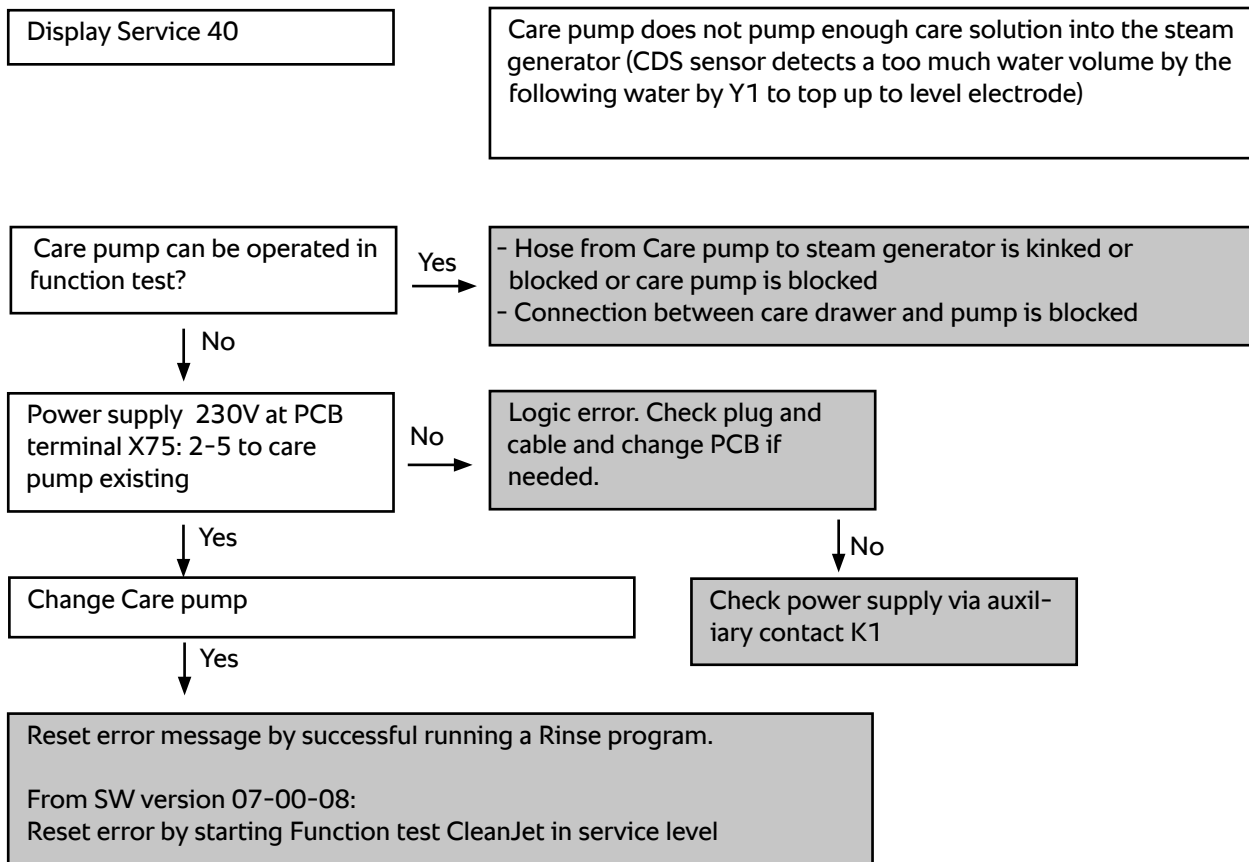 Display Service 40
Care pump does not pump enough care solution into the steam
generator (CDS sensor detects a too much water volume by the
following water by Y1 to top up to level electrode)
Care pump can be operated in
function test?
Yes
- Hose from Care pump to steam generator is kinked or
blocked or care pump is blocked
- Connection between care drawer and pump is blocked
No
Power supply 230V at PCB
terminal X75: 2-5 to care
pump existing
No
Logic error. Check plug and
cable and change PCB if
needed.
Yes
No
Change Care pump
Check power supply via auxil-
iary contact K1
Yes
Reset error message by successful running a Rinse program.
From SW version 07-00-08:
Reset error by starting Function test CleanJet in service level